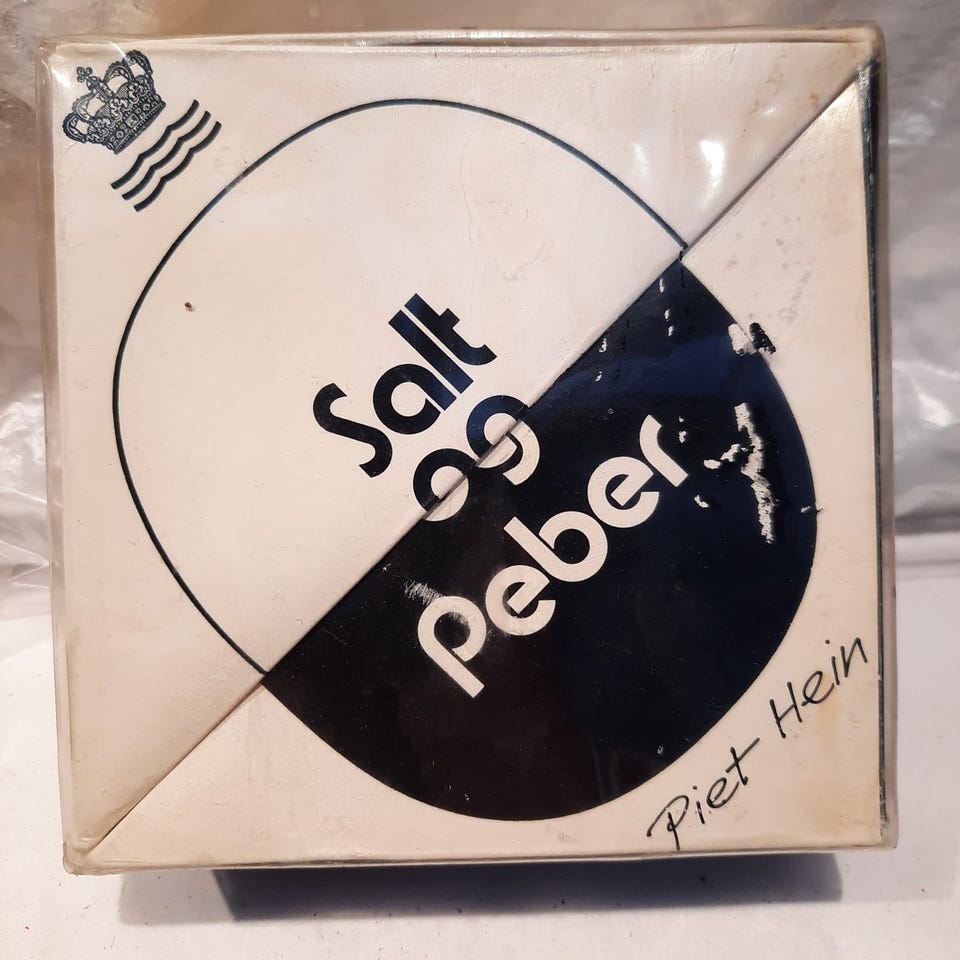 Salt
og
peber
Piet Hein